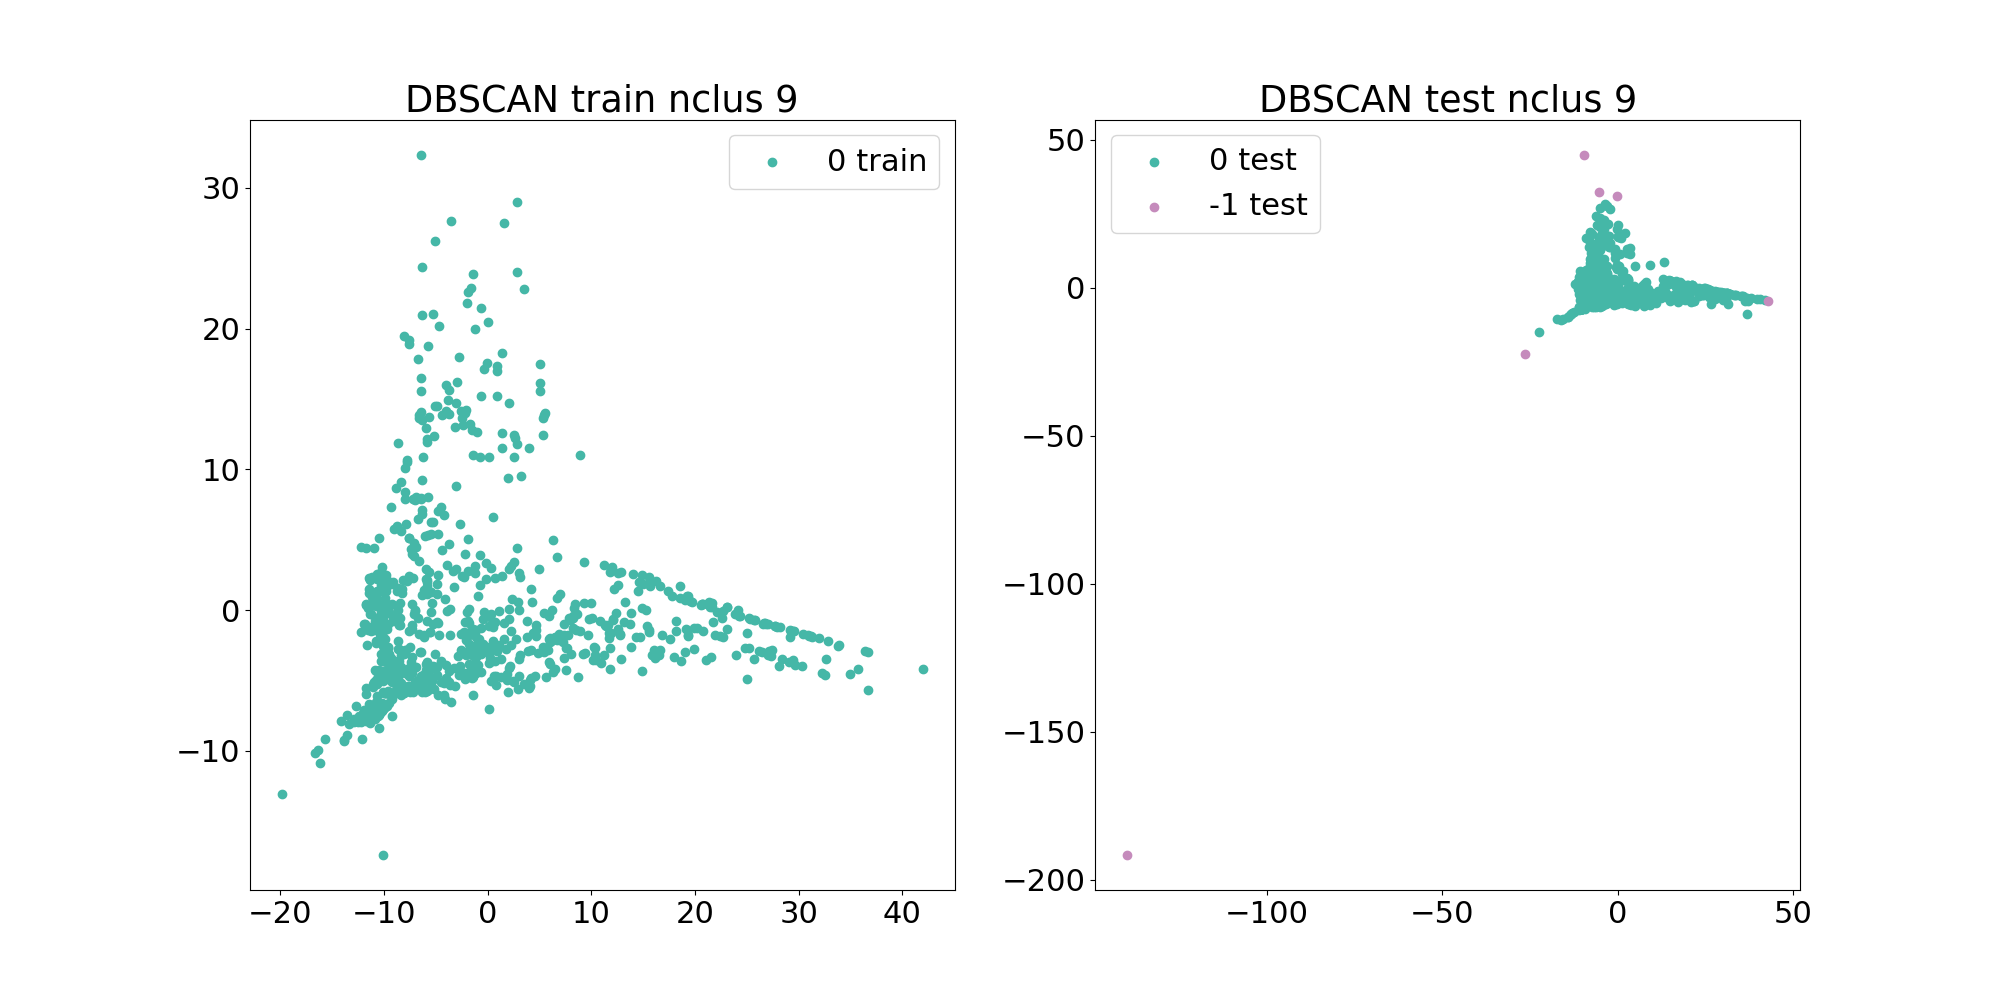 DBSCAN train nclus 9
0 train
30
20
10
0
−10
−20 −10 0 10 20 30 40
DBSCAN test nclus 9
0 test
-1 test
50
0
−50
−100
−150
−200
−100 −50 0 50